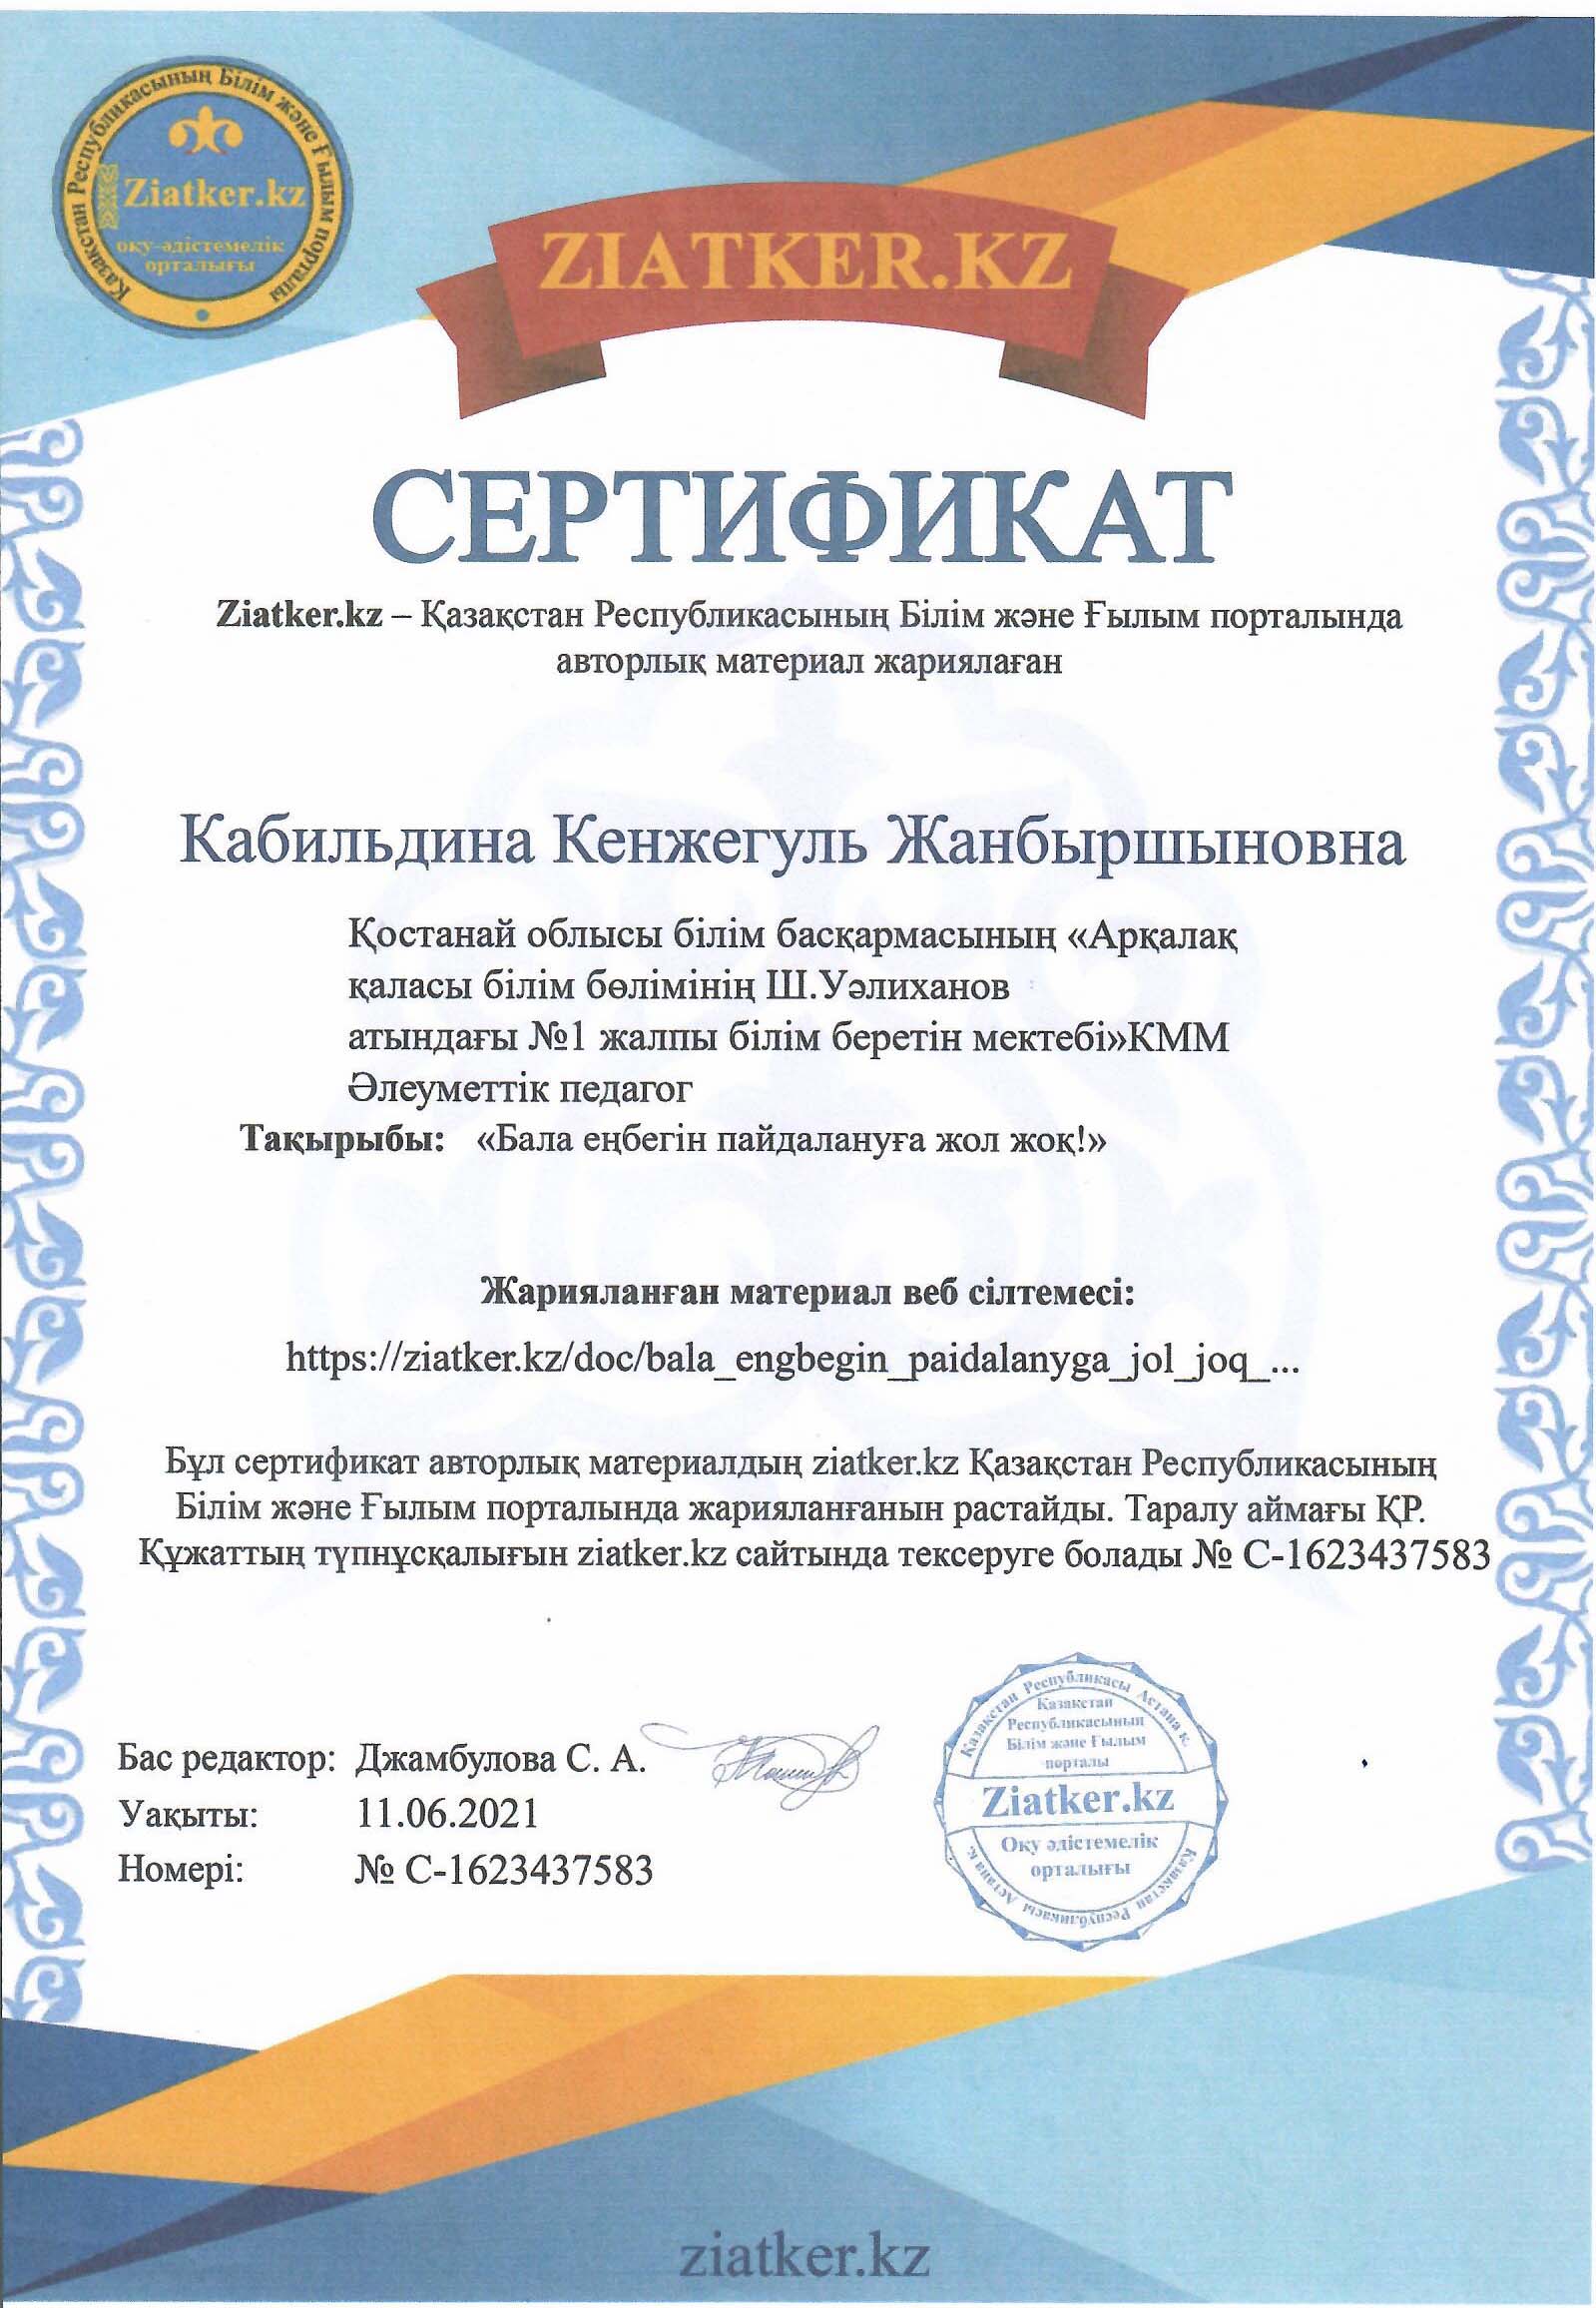 Қазақстан Республикасының Білім және Ғылым порталы
Ziatker.kz
оқу-әдістемелік
орталығы
ZIATKER.KZ
СЕРТИФИКАТ
Ziatker.kz – Қазақстан Республикасының Білім және Ғылым порталында
авторлық материал жариялаған
Кабильдина Кенжегуль Жанбыршыновна
Қостанай облысы білім басқармасының «Арқалақ
қаласы білім бөлімінің Ш.Уәлиханов
атындағы №1 жалпы білім беретін мектебі»КММ
Әлеуметтік педагог
Тақырыбы: «Бала еңбегін пайдалануға жол жоқ!»
Жарияланған материал веб сілтемесі:
https://ziatker.kz/doc/bala_engbegin_paidalanyga_jol_joq_...
Бұл сертификат авторлық материалдың ziatker.kz Қазақстан Республикасының
Білім және Ғылым порталында жарияланғанын растайды. Таралу аймағы ҚР.
Құжаттың түпнұсқалығын ziatker.kz сайтында тексеруге болады № C-1623437583
Бас редактор: Джамбулова С. А.
Уақыты: 11.06.2021
Номері: № C-1623437583
Қазақстан Республикасы Астана қ.
Қазақстан
Республикасының
Білім және Ғылым
порталы
Ziatker.kz
Оқу әдістемелік
орталығы
Қазақстан Республикасы Астана қ.
ziatker.kz